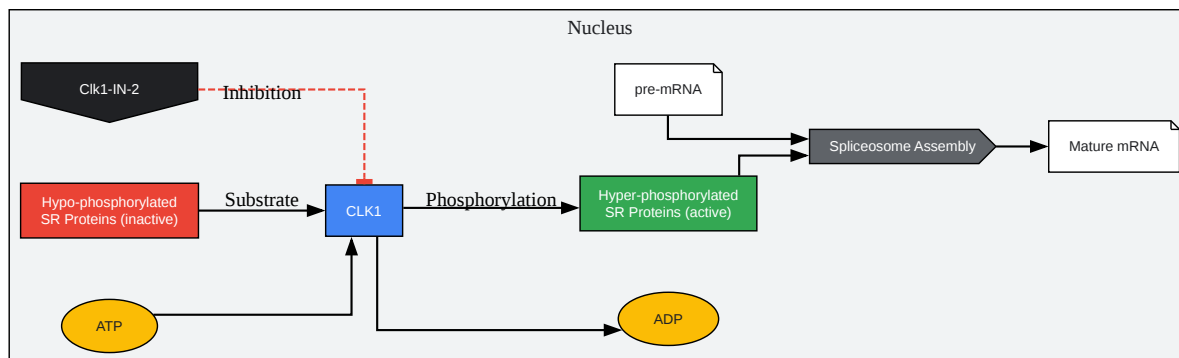 Nucleus
Clk1-IN-2
Inhibition
pre-mRNA
Spliceosome Assembly
Mature mRNA
Hypo-phosphorylated
SR Proteins (inactive)
Substrate
CLK1
Phosphorylation
Hyper-phosphorylated
SR Proteins (active)
ATP
ADP